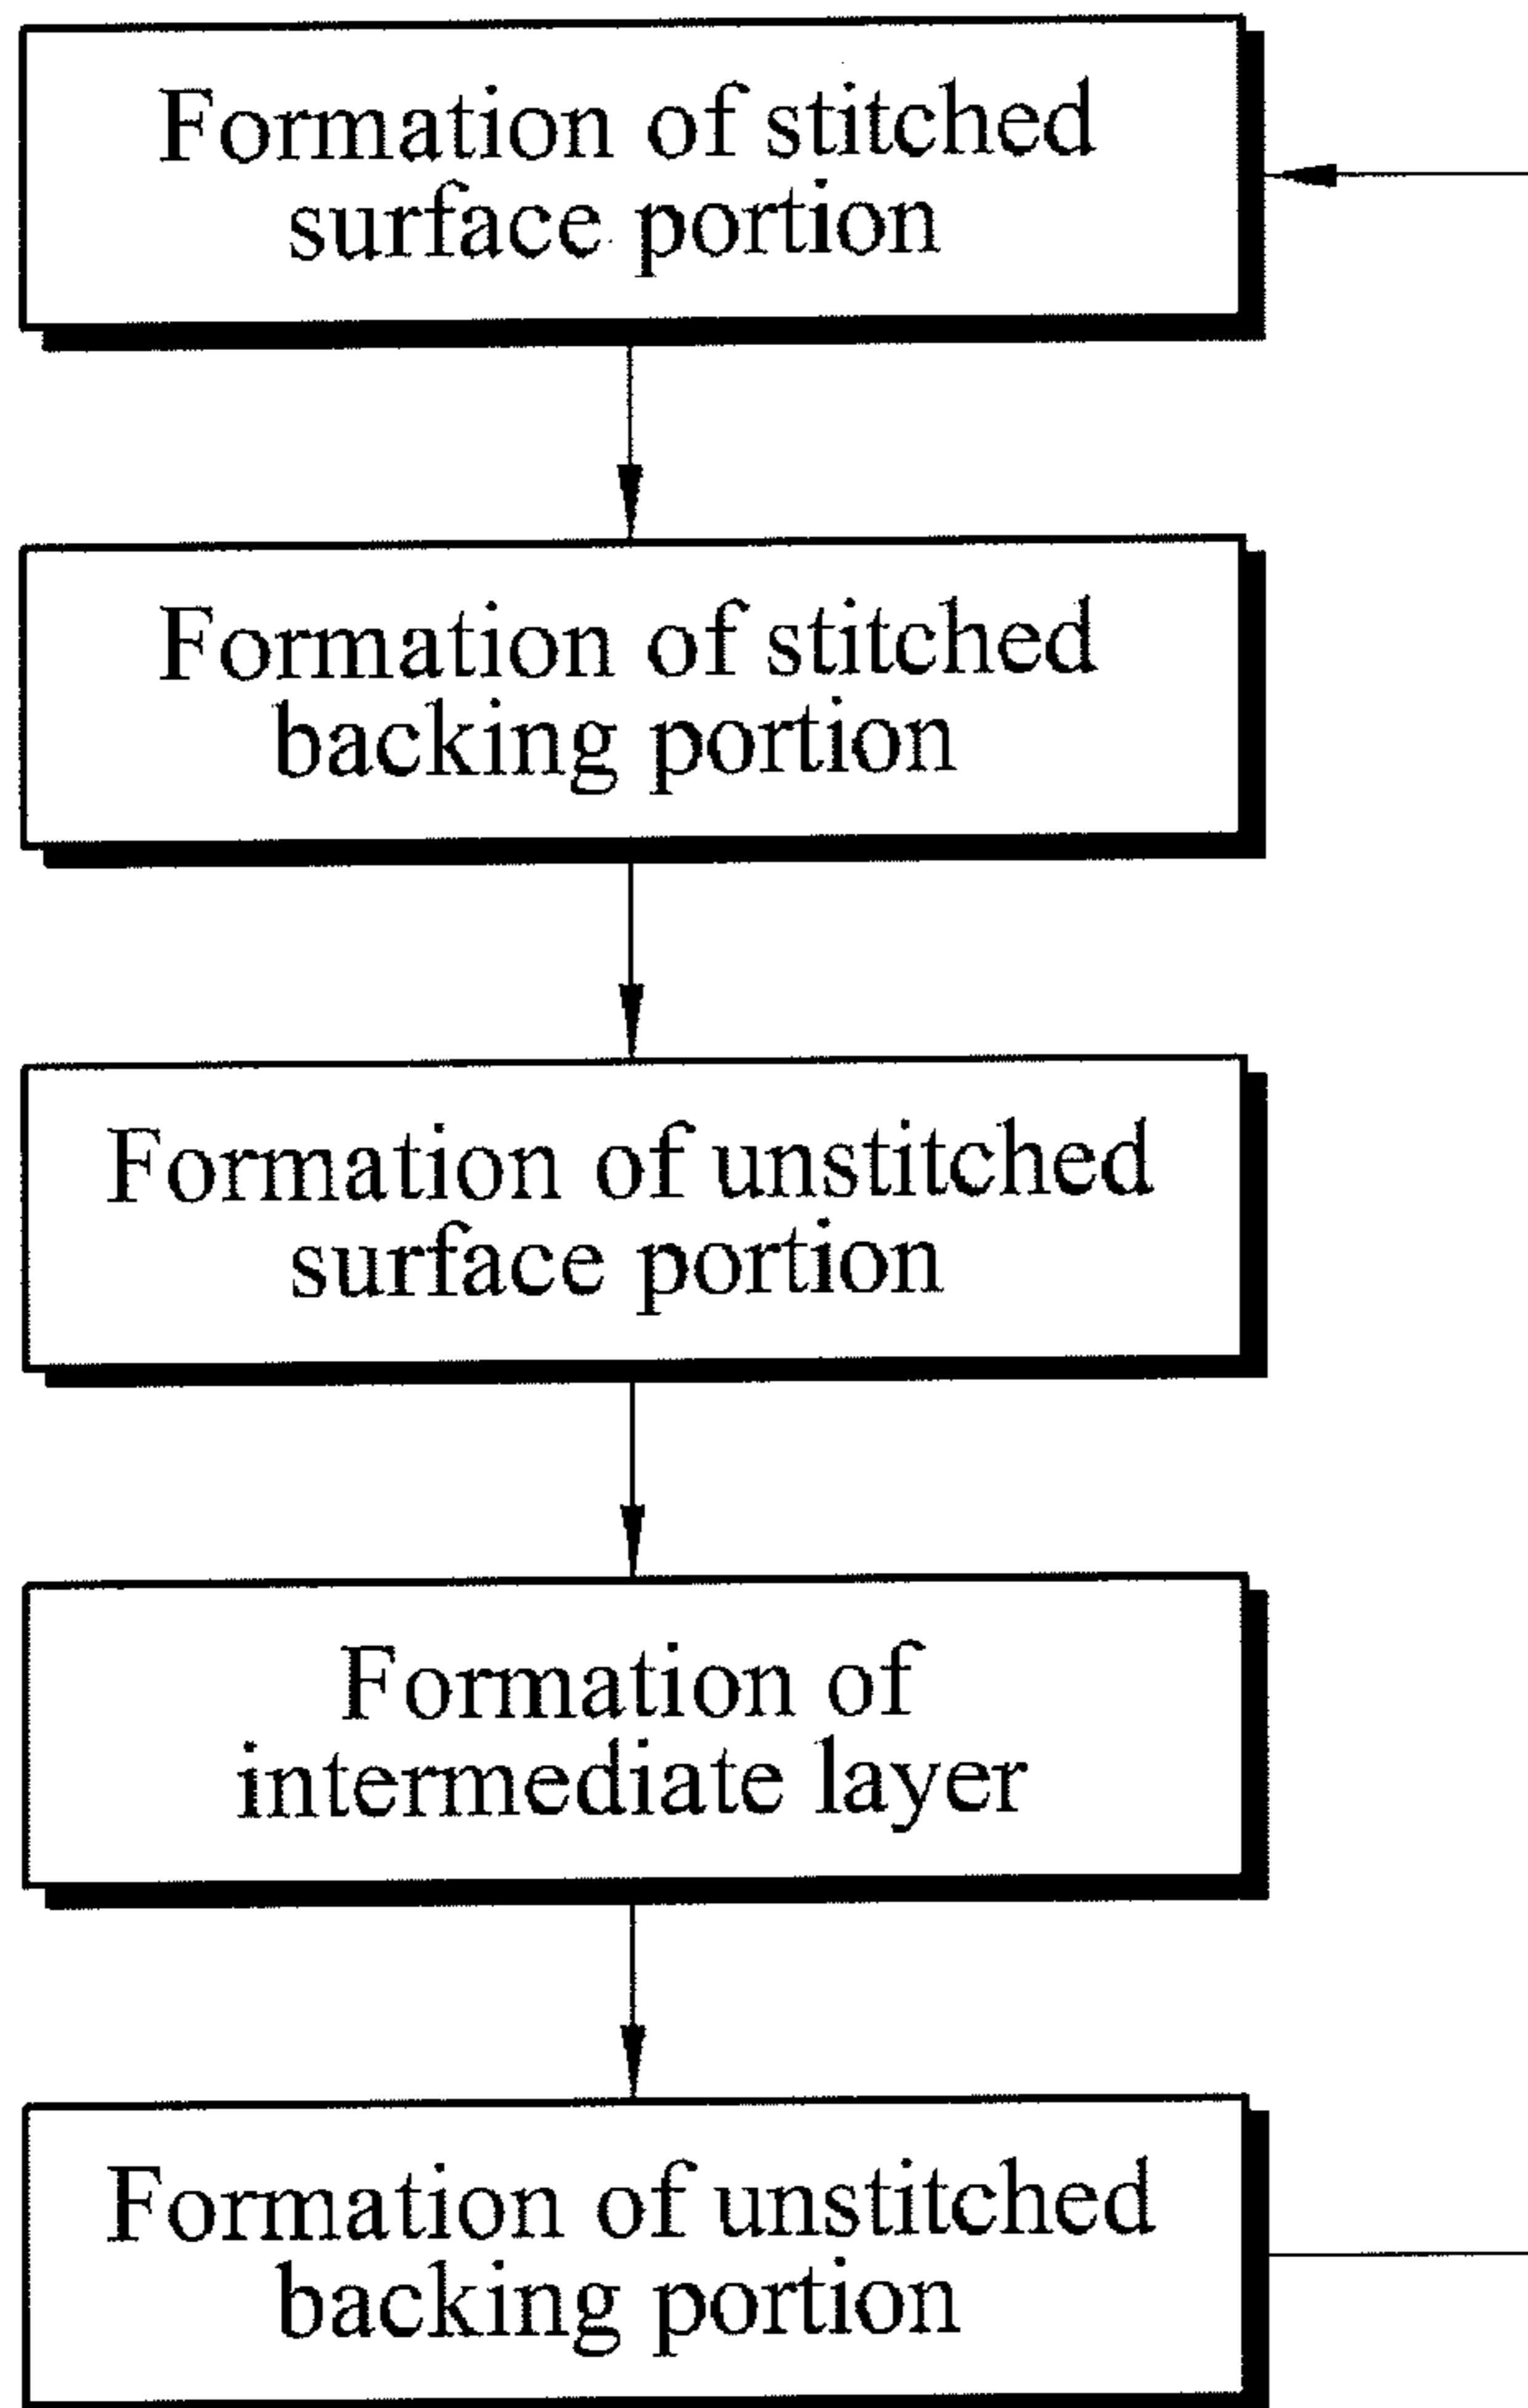 Formation of stitched
surface portion
Formation of stitched
backing portion
Formation of unstitched
surface portion
Formation of
intermediate layer
Formation of unstitched
backing portion